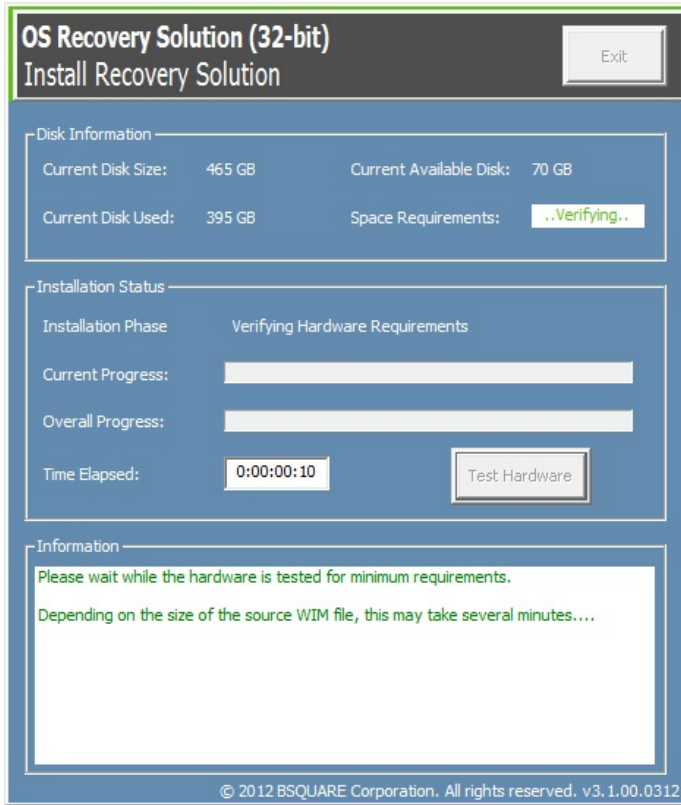 OS Recovery Solution (32-bit)
Install Recovery Solution
Exit
Disk Information
Current Disk Size: 465 GB Current Available Disk: 70 GB
Current Disk Used: 395 GB Space Requirements: ..Verifying..
Installation Status
Installation Phase Verifying Hardware Requirements
Current Progress:
Overall Progress:
Time Elapsed: 0:00:00:10 Test Hardware
Information
Please wait while the hardware is tested for minimum requirements.
Depending on the size of the source WIM file, this may take several minutes....
© 2012 BSQUARE Corporation. All rights reserved. v3.1.00.0312